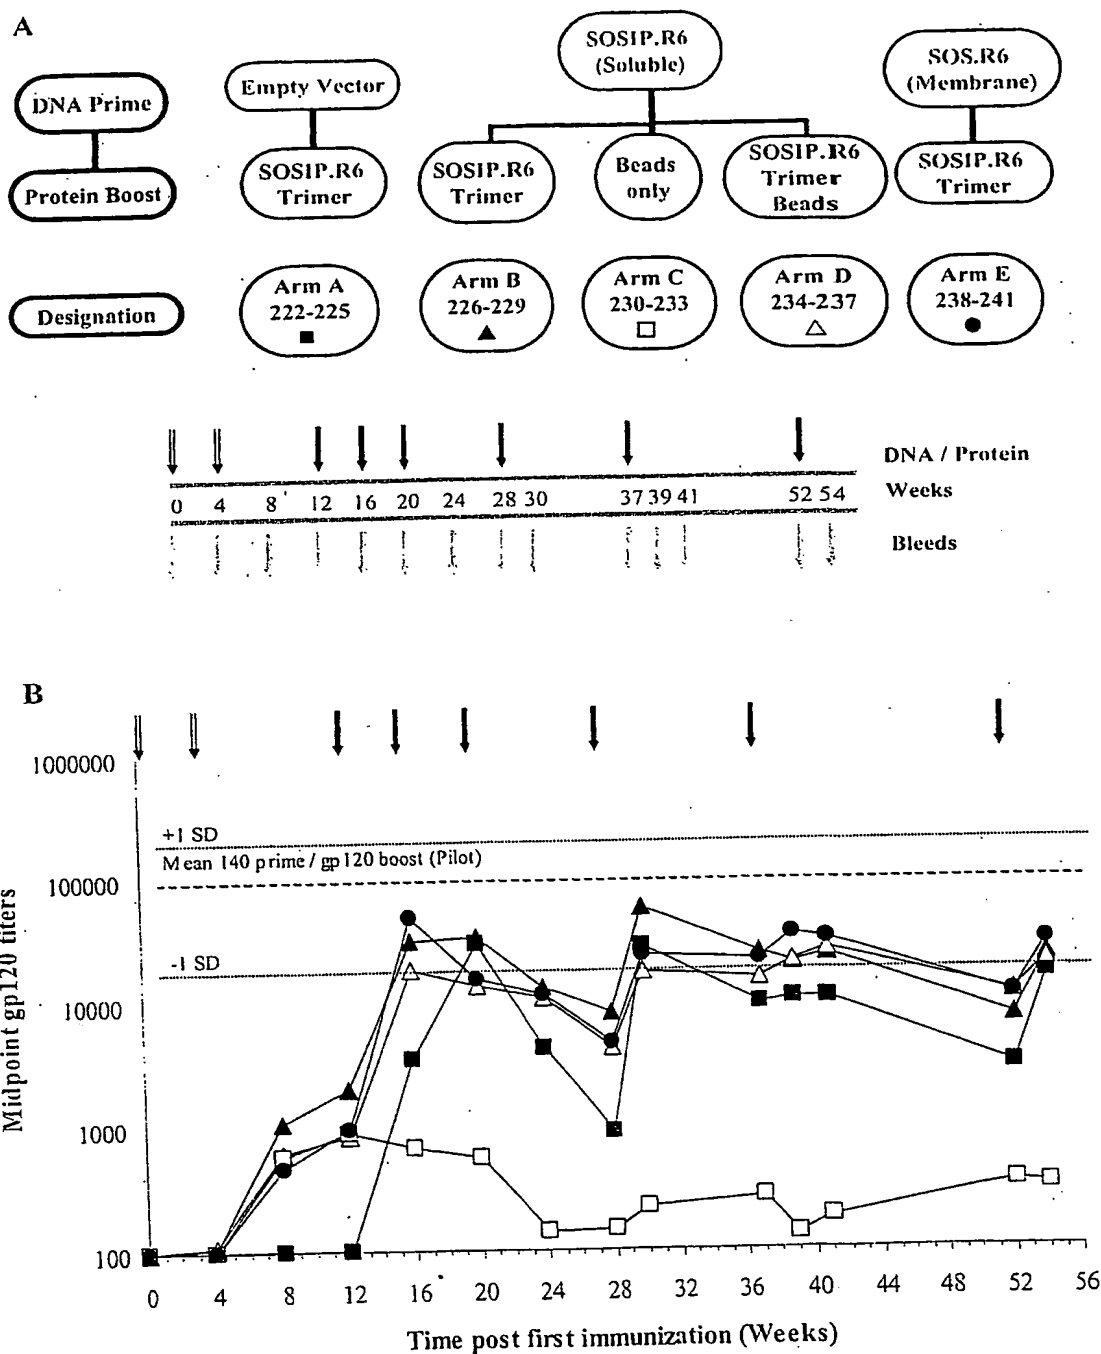 A
DNA Prime
Protein Boost
Designation
Empty Vector
SOSIP.R6
(Soluble)
SOS.R6
(Membrane)
SOSIP.R6
Trimer
SOSIP.R6
Trimer
Beads
only
SOSIP.R6
Trimer
Beads
SOSIP.R6
Trimer
Arm A
222-225
Arm B
226-229
Arm C
230-233
Arm D
234-237
Arm E
238-241
DNA / Protein
0 4 8 12 16 20 24 28 30 37 39 41 52 54 Weeks
Bleeds
B
Midpoint gp120 titers
1000000
100000
10000
1000
100
+1 SD
Mean 140 prime / gp120 boost (Pilot)
-1 SD
0 4 8 12 16 20 24 28 32 36 40 44 48 52 56
Time post first immunization (Weeks)